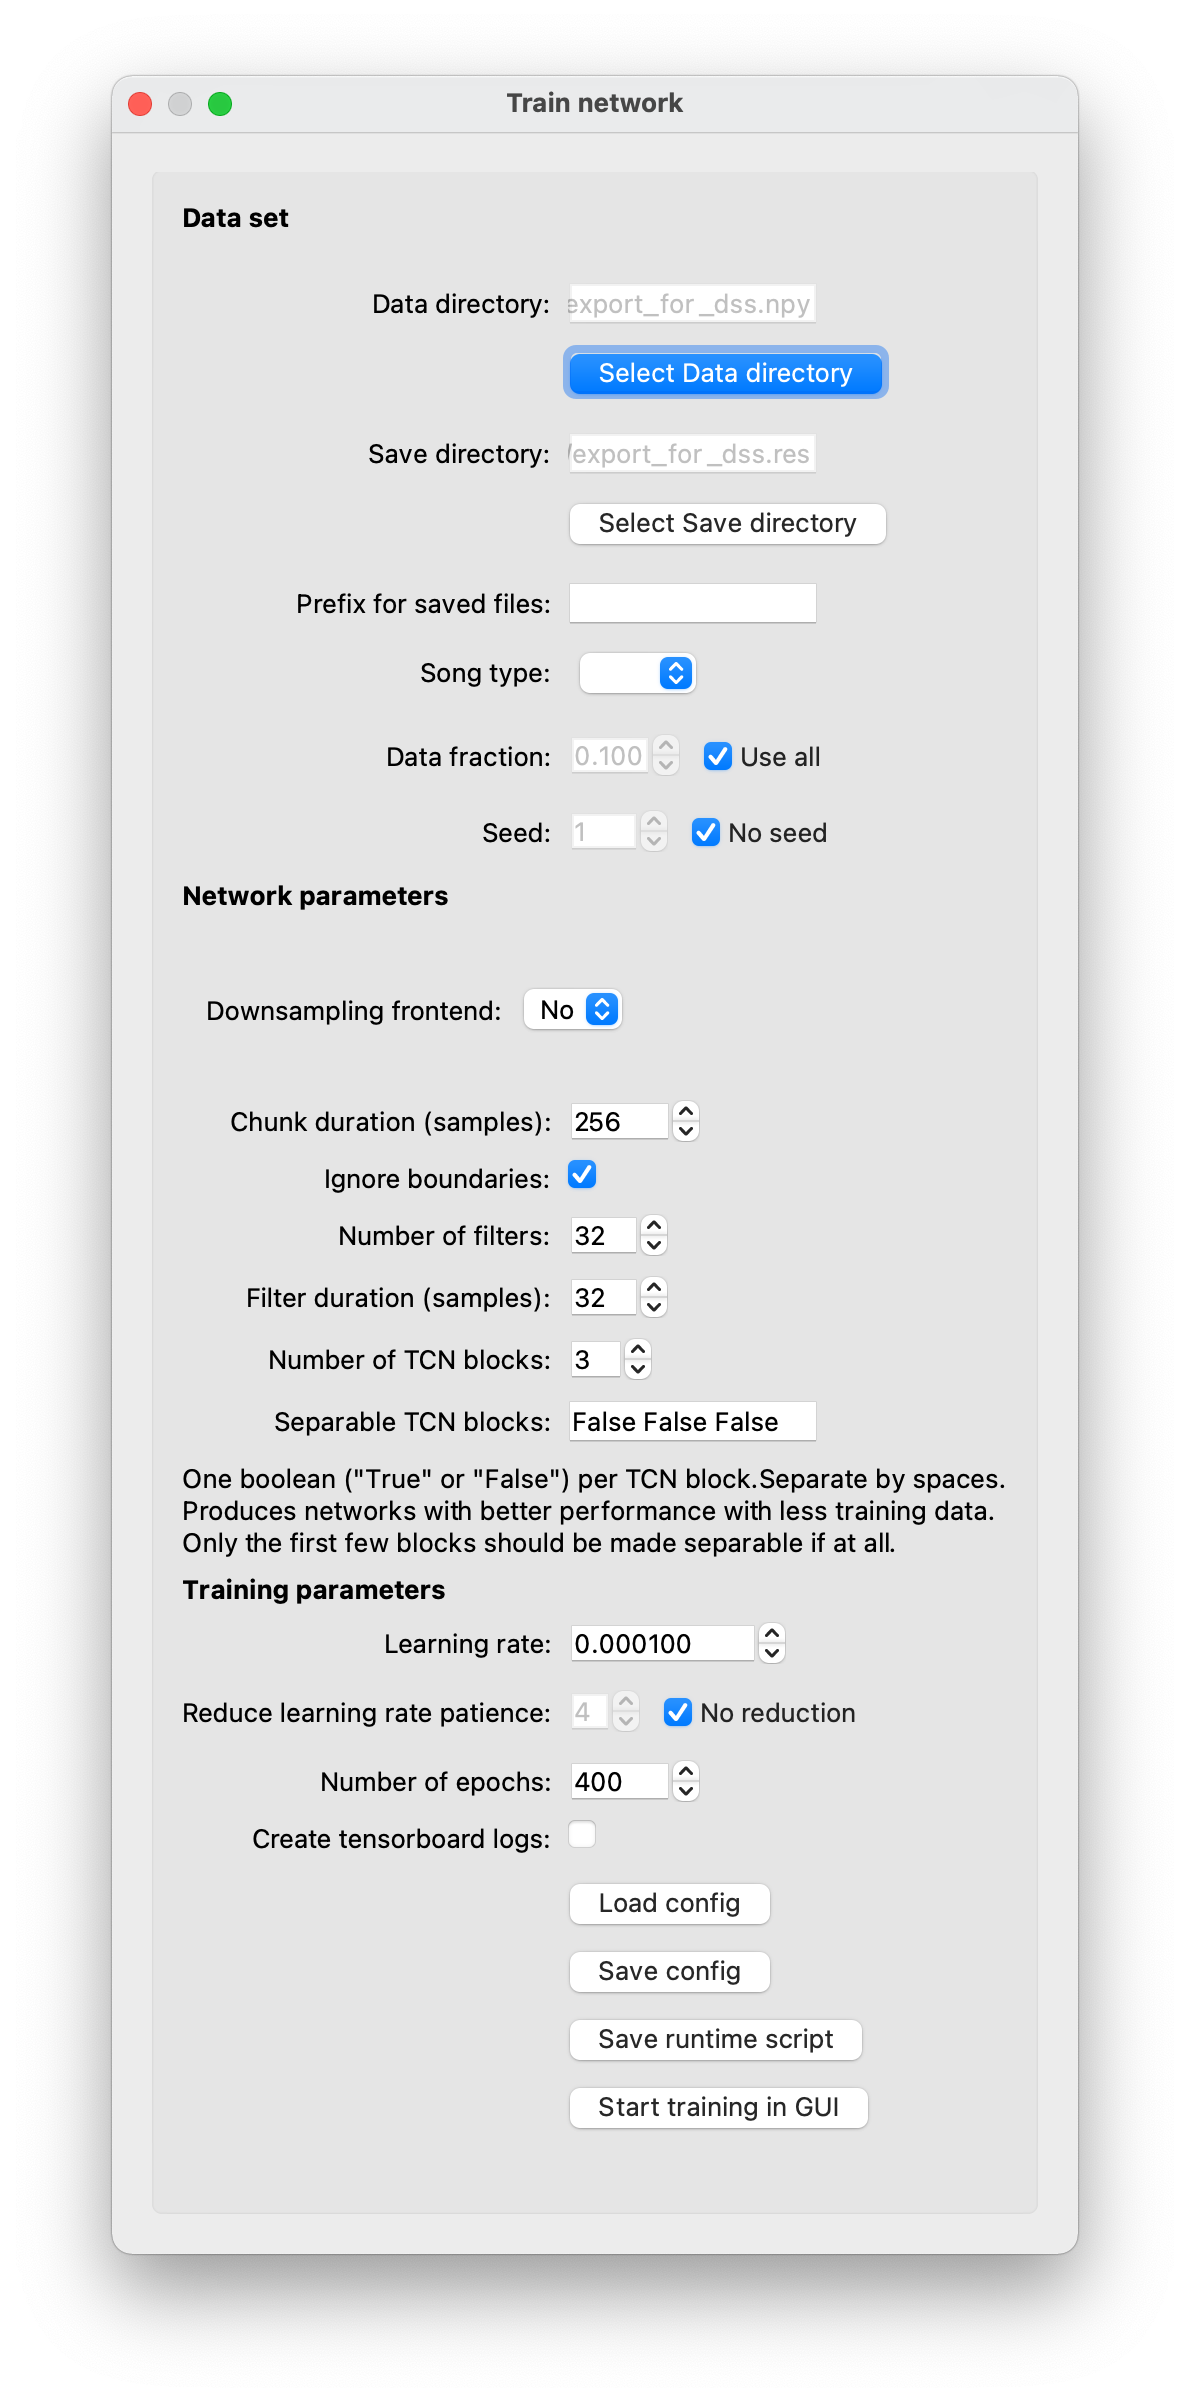 Train network
Data set
Data directory: export_for_dss.npy
Select Data directory
Save directory: /export_for_dss.res
Select Save directory
Prefix for saved files:
Song type:
Data fraction: 0.100 Use all
Seed: 1 No seed
Network parameters
Downsampling frontend: No
Chunk duration (samples): 256
Ignore boundaries:
Number of filters: 32
Filter duration (samples): 32
Number of TCN blocks: 3
Separable TCN blocks: False False False
One boolean ("True" or "False") per TCN block.Separate by spaces.
Produces networks with better performance with less training data.
Only the first few blocks should be made separable if at all.
Training parameters
Learning rate: 0.000100
Reduce learning rate patience: 4 No reduction
Number of epochs: 400
Create tensorboard logs:
Load config
Save config
Save runtime script
Start training in GUI